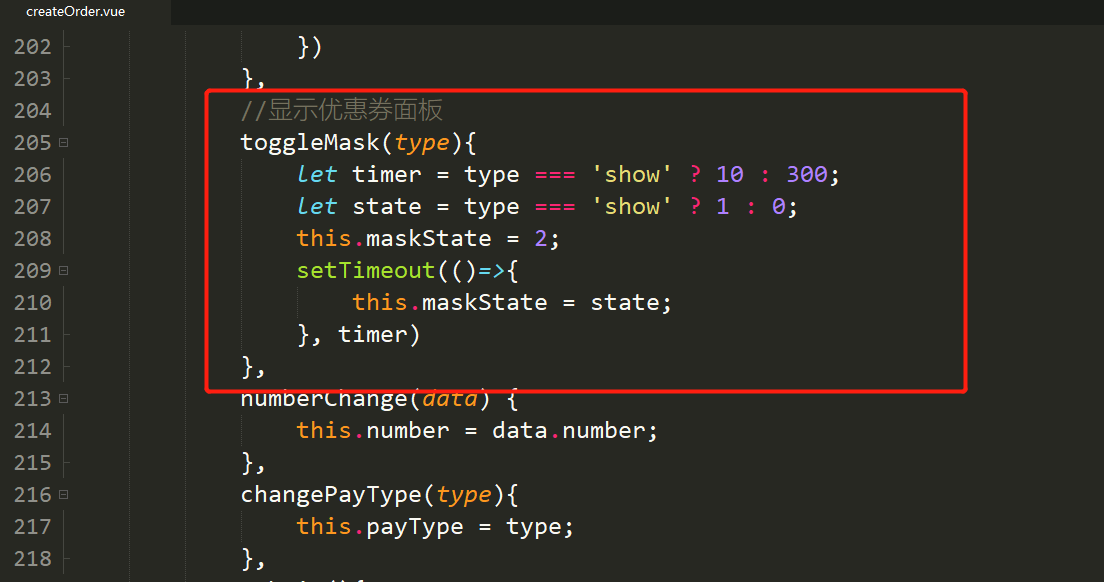 createOrder.vue
202 })
203 },
204 //显示优惠券面板
205 toggleMask(type){
206 let timer = type === 'show' ? 10 : 300;
207 let state = type === 'show' ? 1 : 0;
208 this.maskState = 2;
209 setTimeout(()=>{
210 this.maskState = state;
211 }, timer)
212 },
213 numberChange(data) {
214 this.number = data.number;
215 },
216 changePayType(type){
217 this.payType = type;
218 },